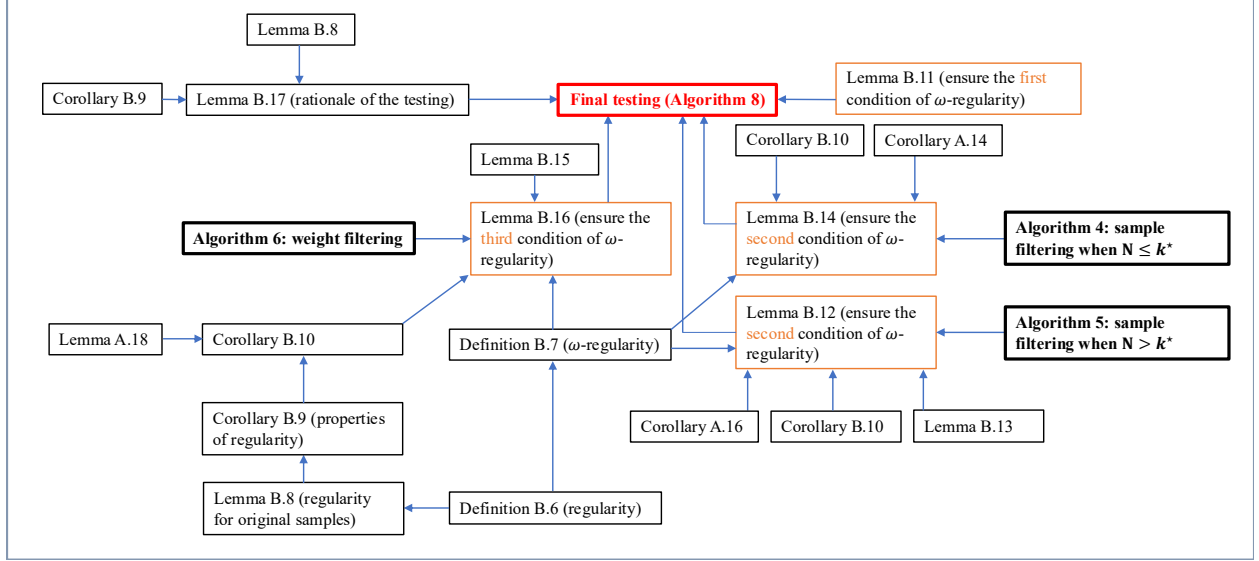 Lemma B.8
Corollary B.9
Lemma B.17 (rationale of the testing)
Final testing (Algorithm 8)
Lemma B.11 (ensure the first
condition of ω-regularity)
Lemma B.15
Corollary B.10
Corollary A.14
Algorithm 6: weight filtering
Lemma B.16 (ensure the
third condition of ω-
regularity)
Lemma B.14 (ensure the
second condition of ω-
regularity)
Algorithm 4: sample
filtering when N ≤ k⋆
Lemma A.18
Corollary B.10
Definition B.7 (ω-regularity)
Lemma B.12 (ensure the
second condition of ω-
regularity)
Algorithm 5: sample
filtering when N > k⋆
Corollary B.9 (properties
of regularity)
Corollary A.16
Corollary B.10
Lemma B.13
Lemma B.8 (regularity
for original samples)
Definition B.6 (regularity)